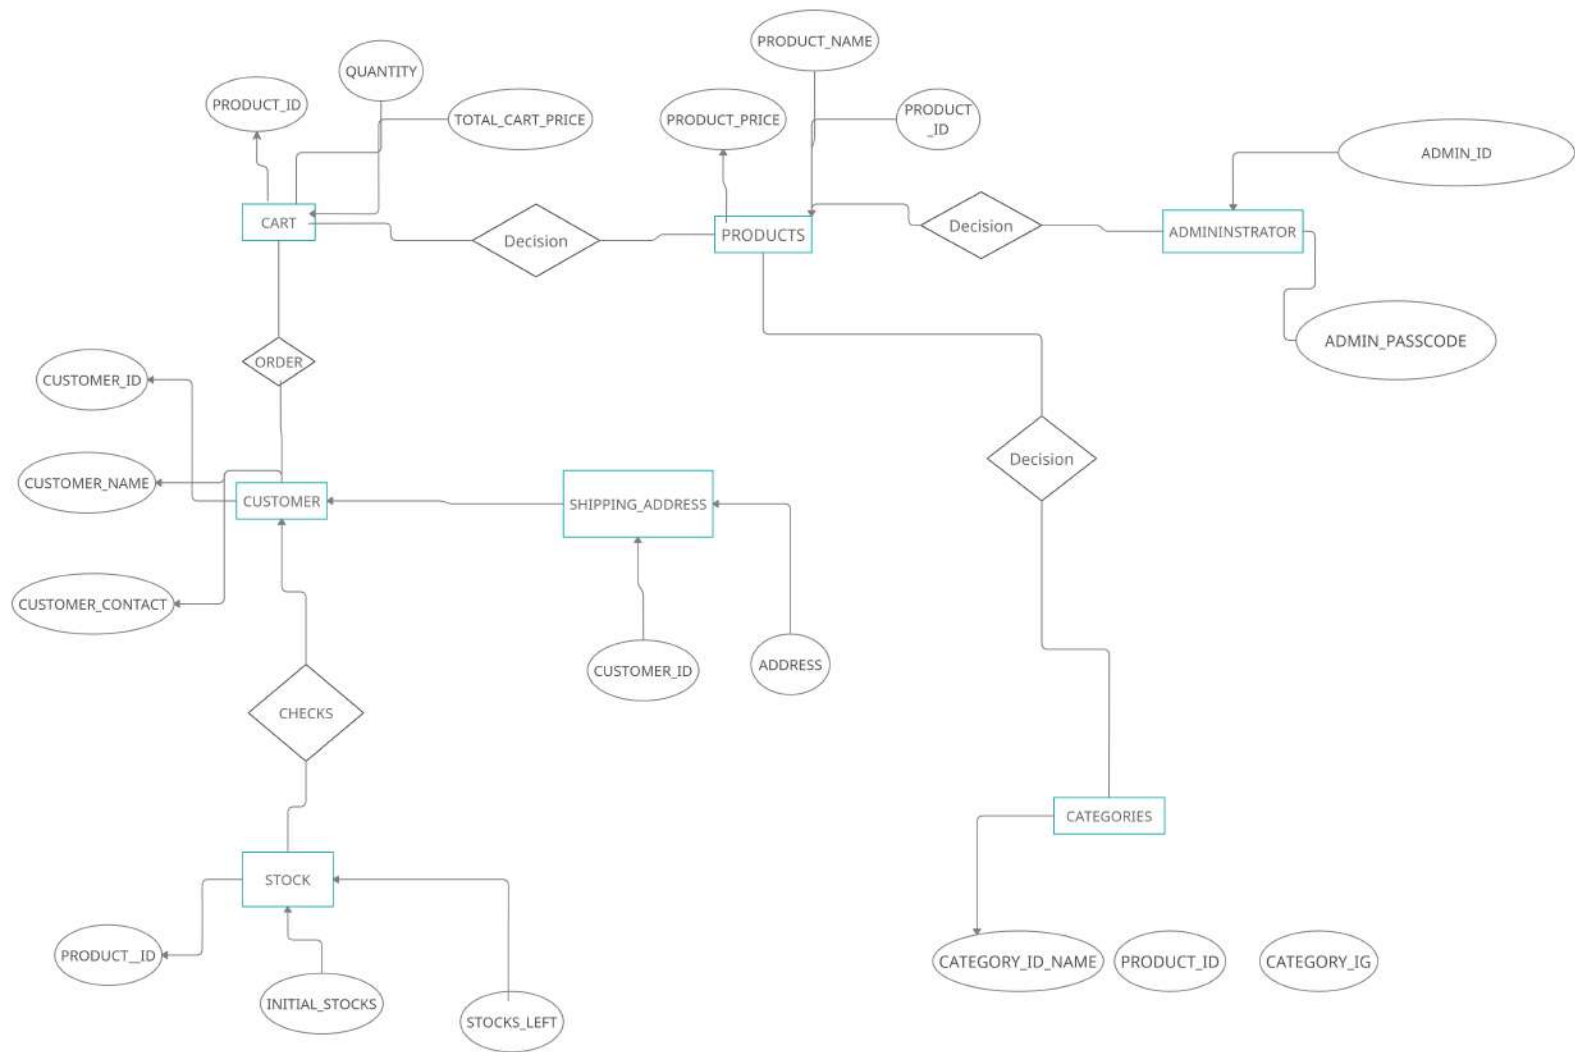 PRODUCT_NAME
QUANTITY
PRODUCT_ID
TOTAL_CART_PRICE
PRODUCT_PRICE
PRODUCT
_ID
ADMIN_ID
CART
Decision
PRODUCTS
Decision
ADMININSTRATOR
ADMIN_PASSCODE
ORDER
CUSTOMER_ID
Decision
CUSTOMER_NAME
CUSTOMER
SHIPPING_ADDRESS
CUSTOMER_CONTACT
CUSTOMER_ID
ADDRESS
CHECKS
CATEGORIES
STOCK
PRODUCT__ID
CATEGORY_ID_NAME
PRODUCT_ID
CATEGORY_IG
INITIAL_STOCKS
STOCKS_LEFT